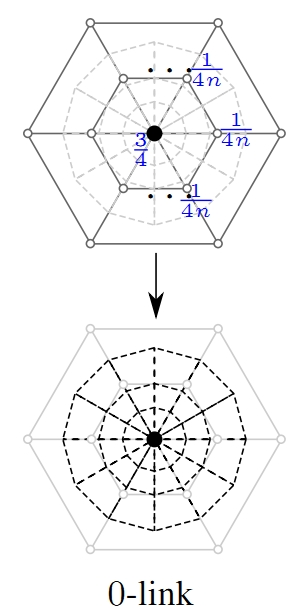 . . . 1/4n
1/4n
3/4
. . . 1/4n
0-link